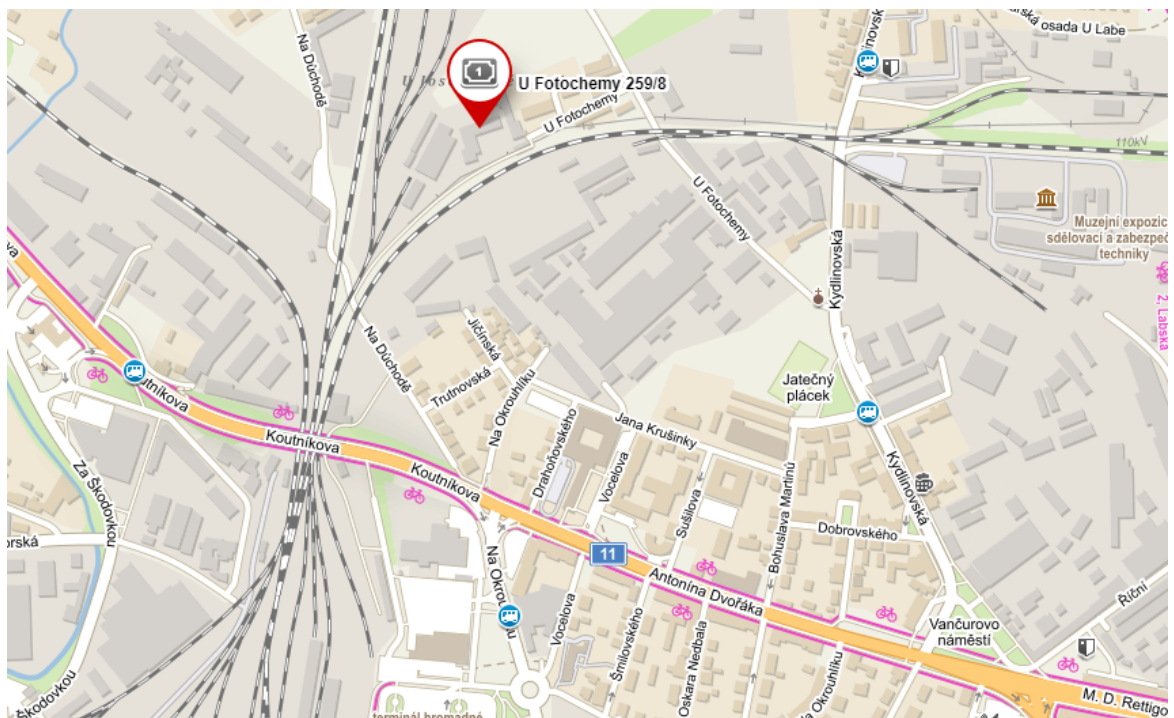 Na Důchodě
1
U Fotochemy 259/8
U Fotochemy
Kydlinovská
osada U Labe
110kV
U Fotochemy
Kydlinovská
Muzejní expozic
sdělovací a zabezpeč
techniky
2, Labská
Jičínská
Na Důchodě
Trutnovská
Na Okrouhlíku
Drahoňovského
Jana Krušinky
Vocelova
Jatečný
plácek
Koutníkova
Koutníkova
Koutníkova
Za Škodovkou
Sušilova
Bohuslava Martinů
Kydlinovská
Dobrovského
11
Antonína Dvořáka
Na Okrouhlíku
Vocelova
Šmilovského
Oskara Nedbala
Na Okrouhlíku
Vančurovo
náměstí
Říční
M. D. Rettigo
Škodovkou
terminál hromadné